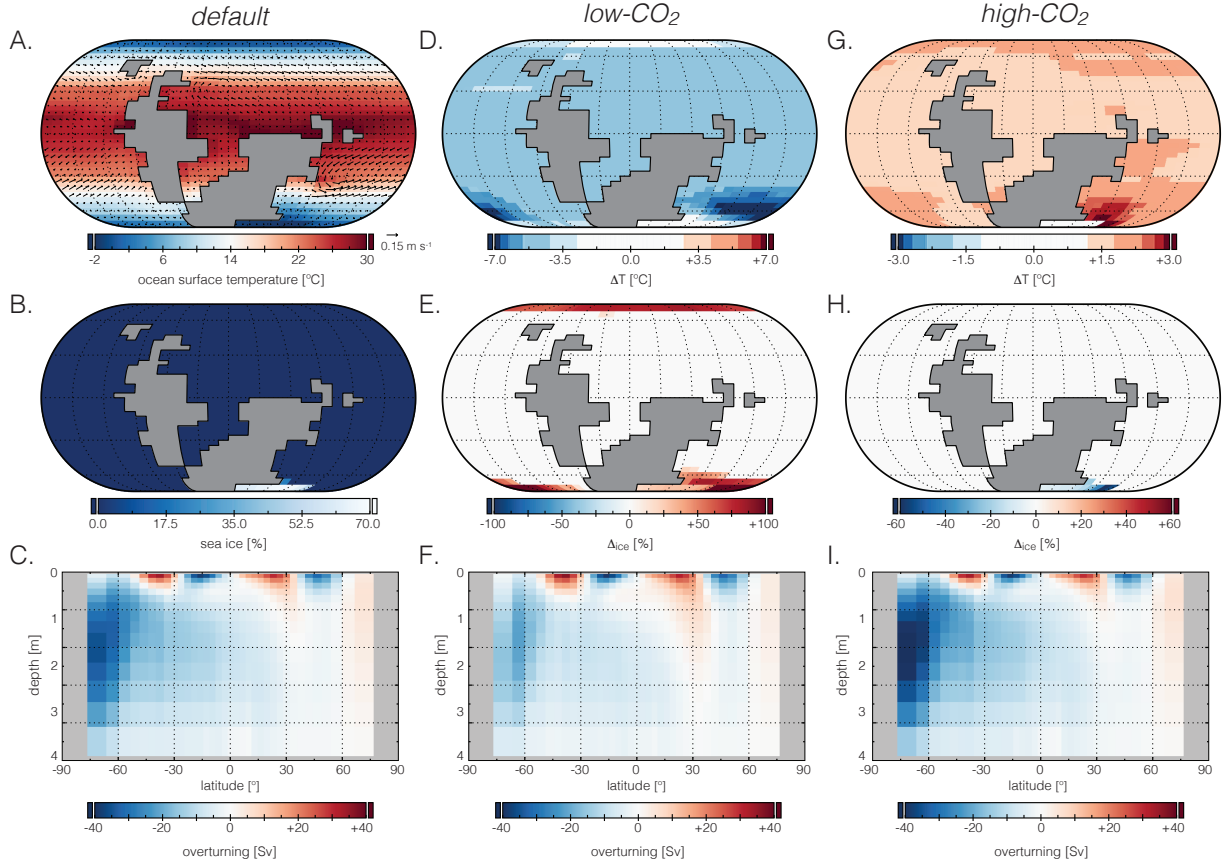 default
low-CO₂
high-CO₂
A.
D.
G.
-2 6 14 22 30
0.15 m s⁻¹
ocean surface temperature [°C]
-7.0 -3.5 0.0 +3.5 +7.0
ΔT [°C]
-3.0 -1.5 0.0 +1.5 +3.0
ΔT [°C]
B.
E.
H.
0.0 17.5 35.0 52.5 70.0
sea ice [%]
-100 -50 0 +50 +100
Δice [%]
-60 -40 -20 0 +20 +40 +60
Δice [%]
C.
F.
I.
0
1
2
3
4
depth [m]
-90 -60 -30 0 30 60 90
latitude [°]
-40 -20 0 +20 +40
overturning [Sv]
0
1
2
3
4
depth [m]
-90 -60 -30 0 30 60 90
latitude [°]
-40 -20 0 +20 +40
overturning [Sv]
0
1
2
3
4
depth [m]
-90 -60 -30 0 30 60 90
latitude [°]
-40 -20 0 +20 +40
overturning [Sv]